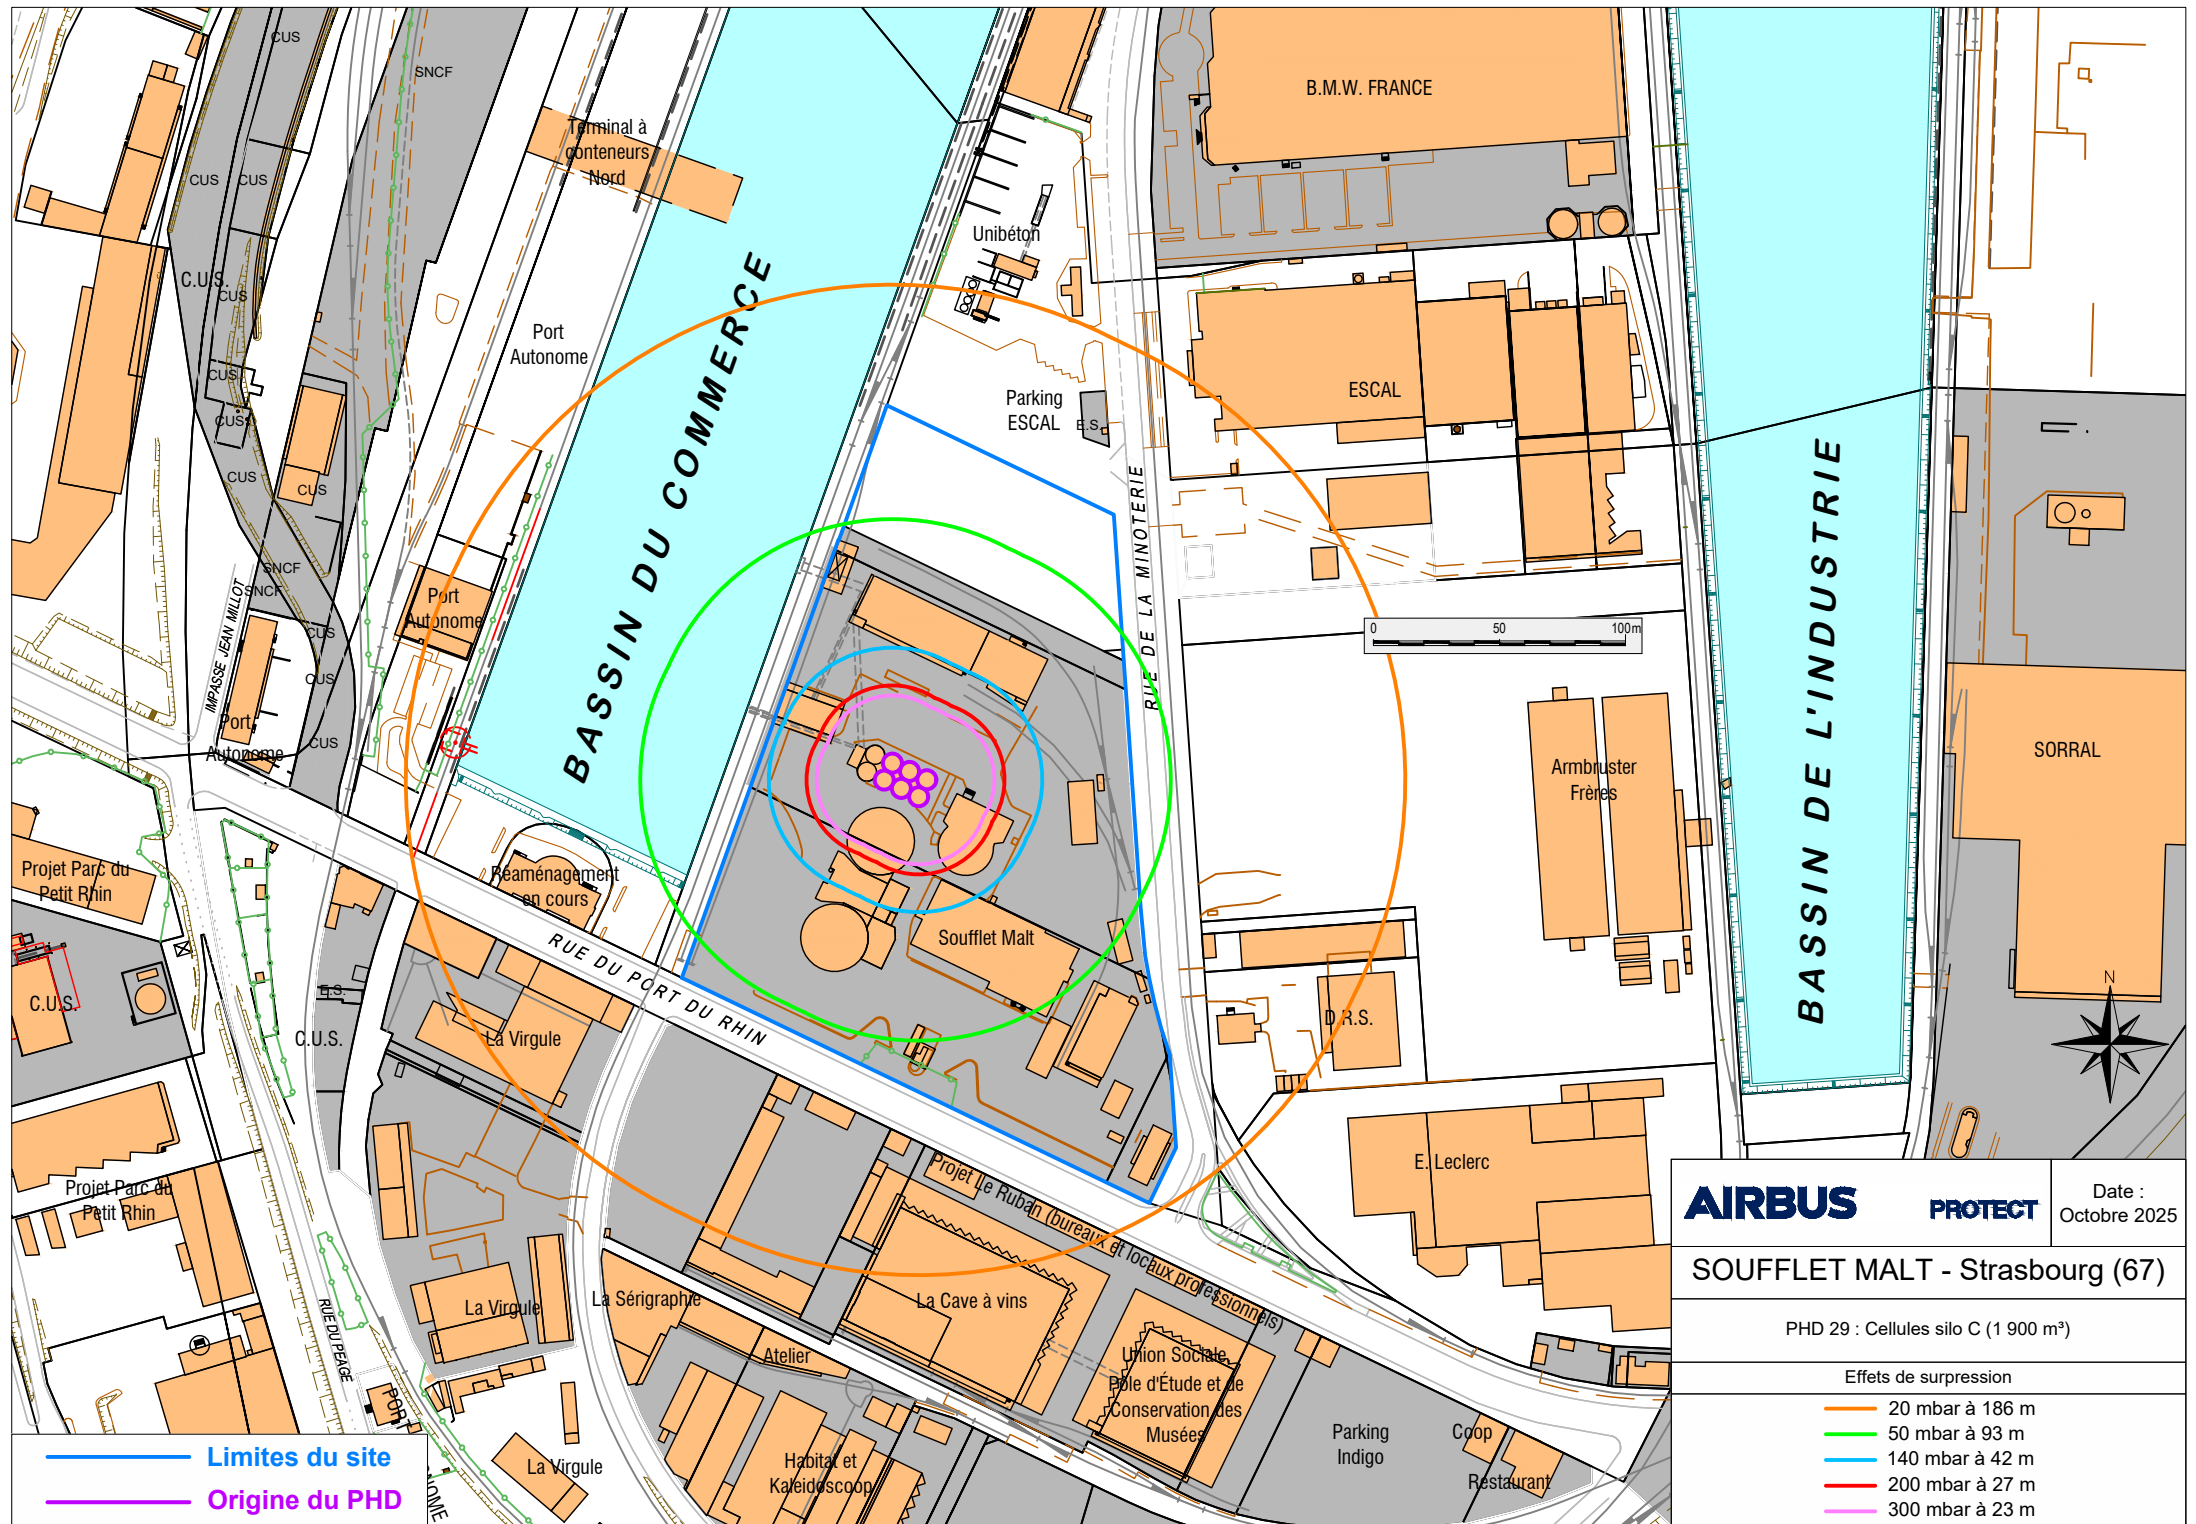 CUS
SNCF
B.M.W. FRANCE
Terminal à
conteneurs
Nord
CUS
CUS
Unibéton
C.U.S.
CUS
Port
Autonome
BASSIN DU COMMERCE
CUS
Parking
ESCAL
E.S.
ESCAL
CUS
CUS
CUS
RUE DE LA MINOTERIE
BASSIN DE L'INDUSTRIE
SNCF
SNCF
IMPASSE JEAN MILLOT
Port
Autonome
CUS
0
50
100m
CUS
Port
Autonome
CUS
SORRAL
Armbruster
Frères
Projet Parc du
Petit Rhin
Réaménagement
en cours
Soufflet Malt
RUE DU PORT DU RHIN
N
C.U.S.
E.S.
C.U.S.
La Virgule
D.R.S.
E. Leclerc
Projet Parc du
Petit Rhin
Projet Le Ruban (bureaux et locaux professionnels)
La Virgule
La Sérigraphie
La Cave à vins
RUE DU PEAGE
Atelier
Union Sociale
Pôle d'Étude et de
Conservation des
Musées
Parking
Indigo
Coop
Restaurant
Habitat et
Kaleidoscoop
La Virgule
PORT
Limites du site
Origine du PHD
AIRBUS PROTECT
Date :
Octobre 2025
SOUFFLET MALT - Strasbourg (67)
PHD 29 : Cellules silo C (1 900 m³)
Effets de surpression
20 mbar à 186 m
50 mbar à 93 m
140 mbar à 42 m
200 mbar à 27 m
300 mbar à 23 m